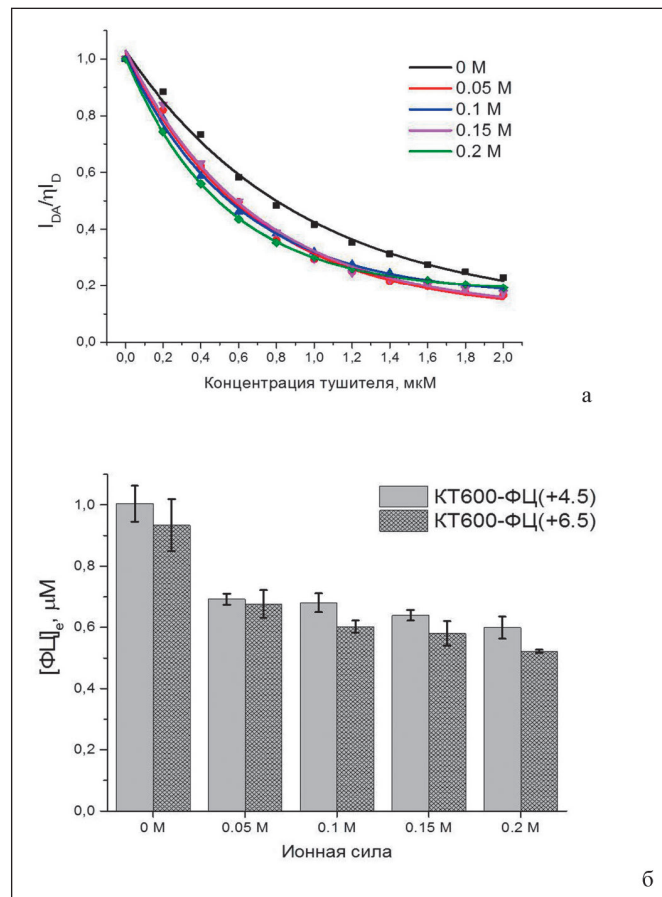 1,0
0,8
0,6
0,4
0,2
0,0
I_DA/ηI_D
0 M
0.05 M
0.1 M
0.15 M
0.2 M
0,0 0,2 0,4 0,6 0,8 1,0 1,2 1,4 1,6 1,8 2,0
Концентрация тушителя, мкМ
а
1,0
0,8
0,6
0,4
0,2
0,0
[ФЦ]e, μM
КТ600-ФЦ(+4.5)
КТ600-ФЦ(+6.5)
0 M 0.05 M 0.1 M 0.15 M 0.2 M
Ионная сила
б